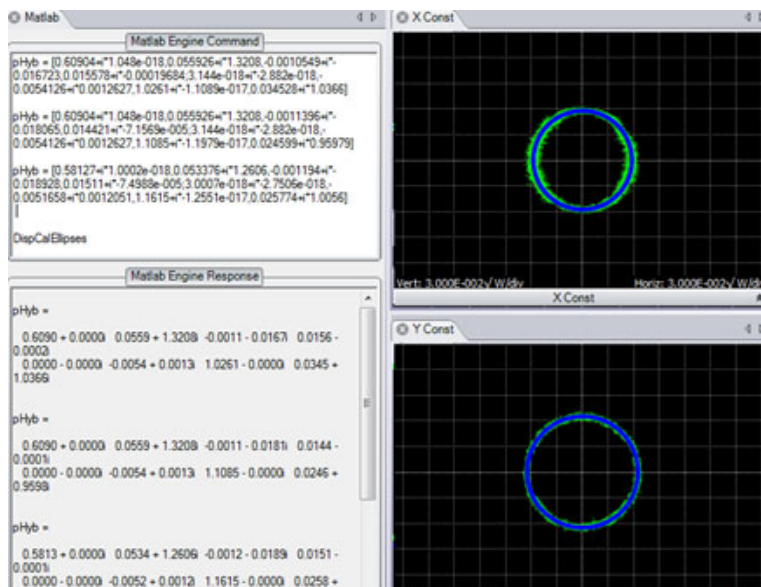 Matlab
Matlab Engine Command
pHyb = [0.60904+i*1.048e-018,0.055926+i*1.3208,-0.0010549+i*-
0.016723,0.015578+i*-0.00019684;3.144e-018+i*-2.882e-018,-
0.0054126+i*0.0012627,1.0261+i*-1.1089e-017,0.034528+i*1.0366]
pHyb = [0.60904+i*1.048e-018,0.055926+i*1.3208,-0.0011396+i*-
0.018065,0.014421+i*-7.1569e-005;3.144e-018+i*-2.882e-018,-
0.0054126+i*0.0012627,1.1085+i*-1.1979e-017,0.024599+i*0.95979]
pHyb = [0.58127+i*1.0002e-018,0.053376+i*1.2606,-0.001194+i*-
0.018928,0.01511+i*-7.4988e-005;3.0007e-018+i*-2.7506e-018,-
0.0051658+i*0.0012051,1.1615+i*-1.2551e-017,0.025774+i*1.0056]
DispCalEllipses
Matlab Engine Response
pHyb =
0.6090 + 0.0000i 0.0559 + 1.3208i -0.0011 - 0.0167i 0.0156 -
0.0002i
0.0000 - 0.0000i -0.0054 + 0.0013i 1.0261 - 0.0000i 0.0345 +
1.0366i
pHyb =
0.6090 + 0.0000i 0.0559 + 1.3208i -0.0011 - 0.0181i 0.0144 -
0.0001i
0.0000 - 0.0000i -0.0054 + 0.0013i 1.1085 - 0.0000i 0.0246 +
0.9598i
pHyb =
0.5813 + 0.0000i 0.0534 + 1.2606i -0.0012 - 0.0189i 0.0151 -
0.0001i
0.0000 - 0.0000i -0.0052 + 0.0012i 1.1615 - 0.0000i 0.0258 +
X Const
Vert: 3.000E-002√W/div Horiz: 3.000E-002√W/div
X Const
Y Const